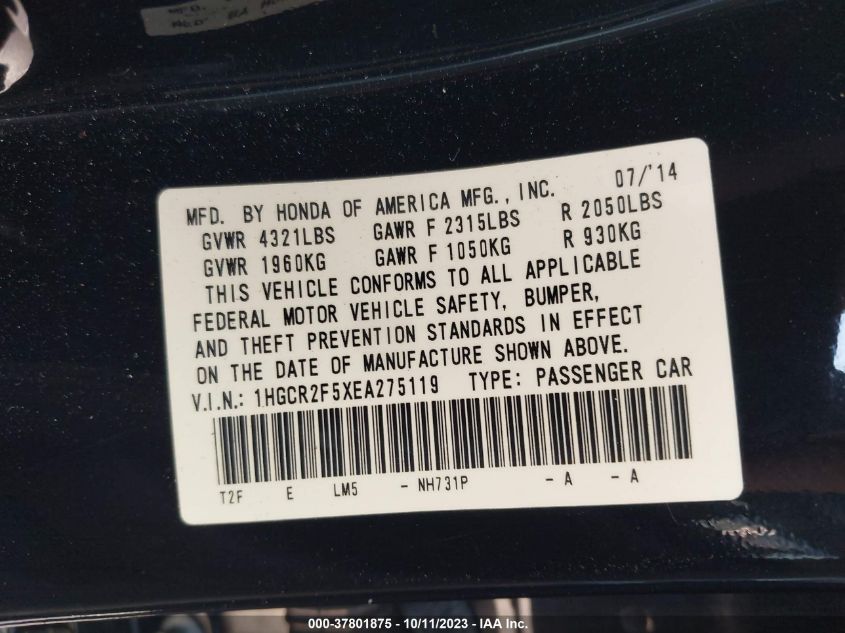 MFD. BY HONDA OF AMERICA MFG., INC. 07/'14
GVWR 4321LBS GAWR F 2315LBS R 2050LBS
GVWR 1960KG GAWR F 1050KG R 930KG
THIS VEHICLE CONFORMS TO ALL APPLICABLE
FEDERAL MOTOR VEHICLE SAFETY, BUMPER,
AND THEFT PREVENTION STANDARDS IN EFFECT
ON THE DATE OF MANUFACTURE SHOWN ABOVE.
V.I.N.: 1HGCR2F5XEA275119 TYPE: PASSENGER CAR
T2F E LM5 - NH731P - A - A
000-37801875 - 10/11/2023 - IAA Inc.